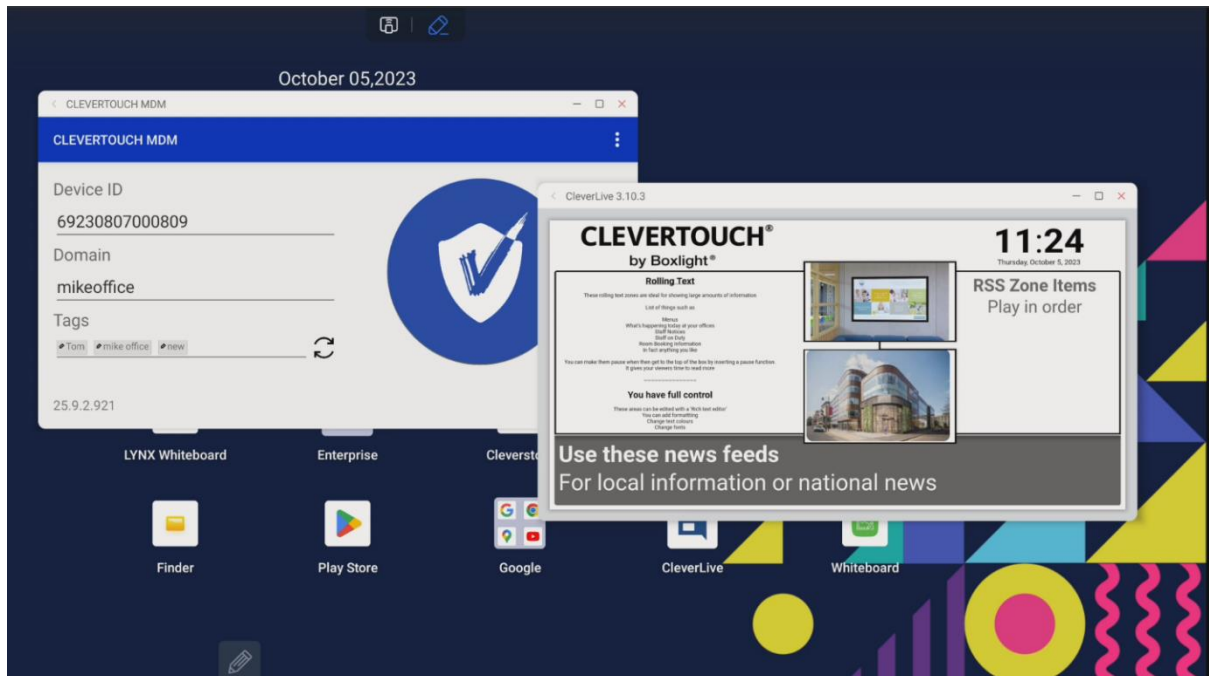 October 05,2023
CLEVERTOUCH MDM
CLEVERTOUCH MDM
Device ID
69230807000809
Domain
mikeoffice
Tags
Tom mike office new
25.9.2.921
CleverLive 3.10.3
CLEVERTOUCH®
by Boxlight®
11:24
Thursday, October 5, 2023
Rolling Text
These rolling text zones are ideal for showing large amounts of information
List of things such as
Menus
What's happening today at your offices
Staff Notices
Staff on Duty
Room Booking Information
In fact anything you like
You can make them pause when then get to the top of the box by inserting a pause function.
It gives your viewers time to read more
--------------------
You have full control
These areas can be edited with a 'Rich text editor'
You can add formatting
Change text colours
Change fonts
RSS Zone Items
Play in order
Use these news feeds
For local information or national news
LYNX Whiteboard
Enterprise
Finder
Play Store
Google
CleverLive
Whiteboard